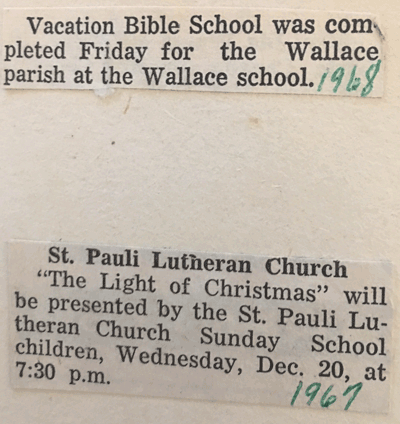 Vacation Bible School was com-
pleted Friday for the Wallace
parish at the Wallace school. 1968
St. Pauli Lutheran Church
"The Light of Christmas" will
be presented by the St. Pauli Lu-
theran Church Sunday School
children, Wednesday, Dec. 20, at
7:30 p.m. 1967